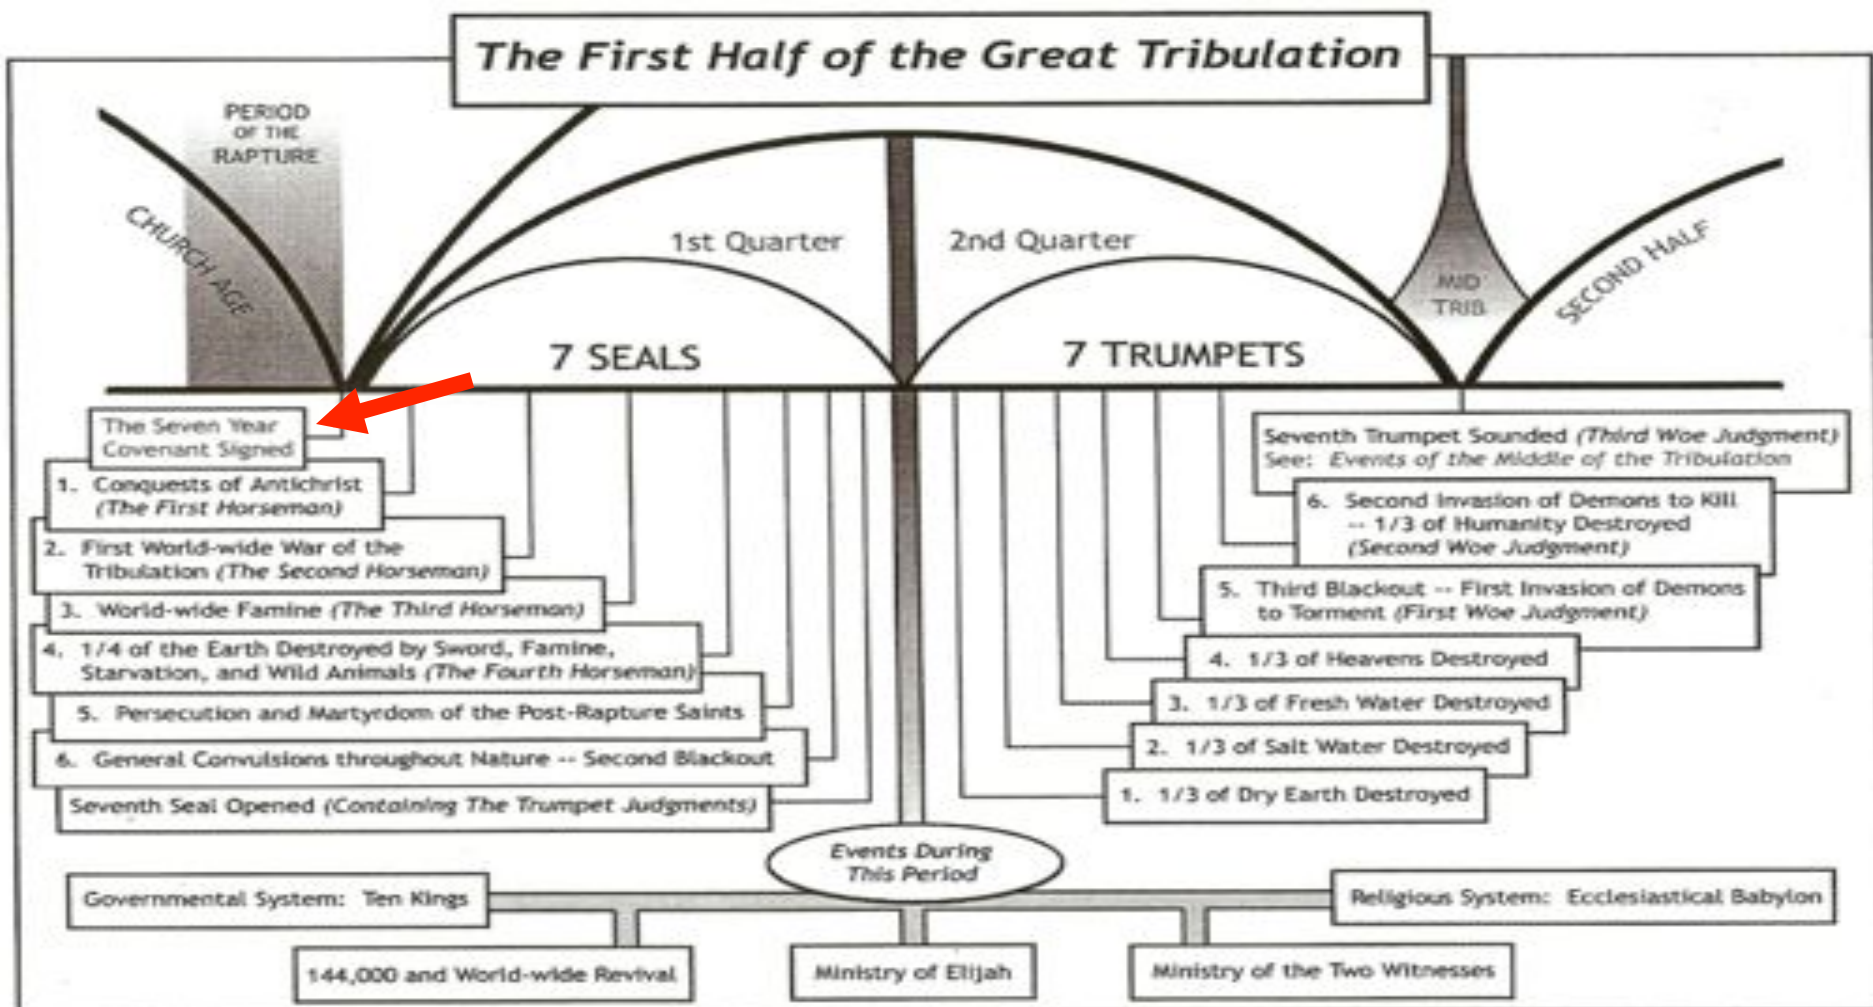 The First Half of the Great Tribulation
PERIOD
OF THE
RAPTURE
CHURCH AGE
1st Quarter
2nd Quarter
MID
TRIB
SECOND HALF
7 SEALS
7 TRUMPETS
The Seven Year
Covenant Signed
1. Conquests of Antichrist
(The First Horseman)
2. First World-wide War of the
Tribulation (The Second Horseman)
3. World-wide Famine (The Third Horseman)
4. 1/4 of the Earth Destroyed by Sword, Famine,
Starvation, and Wild Animals (The Fourth Horseman)
5. Persecution and Martyrdom of the Post-Rapture Saints
6. General Convulsions throughout Nature -- Second Blackout
Seventh Seal Opened (Containing The Trumpet Judgments)
Seventh Trumpet Sounded (Third Woe Judgment)
See: Events of the Middle of the Tribulation
6. Second Invasion of Demons to Kill
-- 1/3 of Humanity Destroyed
(Second Woe Judgment)
5. Third Blackout -- First Invasion of Demons
to Torment (First Woe Judgment)
4. 1/3 of Heavens Destroyed
3. 1/3 of Fresh Water Destroyed
2. 1/3 of Salt Water Destroyed
1. 1/3 of Dry Earth Destroyed
Events During
This Period
Governmental System: Ten Kings
Religious System: Ecclesiastical Babylon
144,000 and World-wide Revival
Ministry of Elijah
Ministry of the Two Witnesses